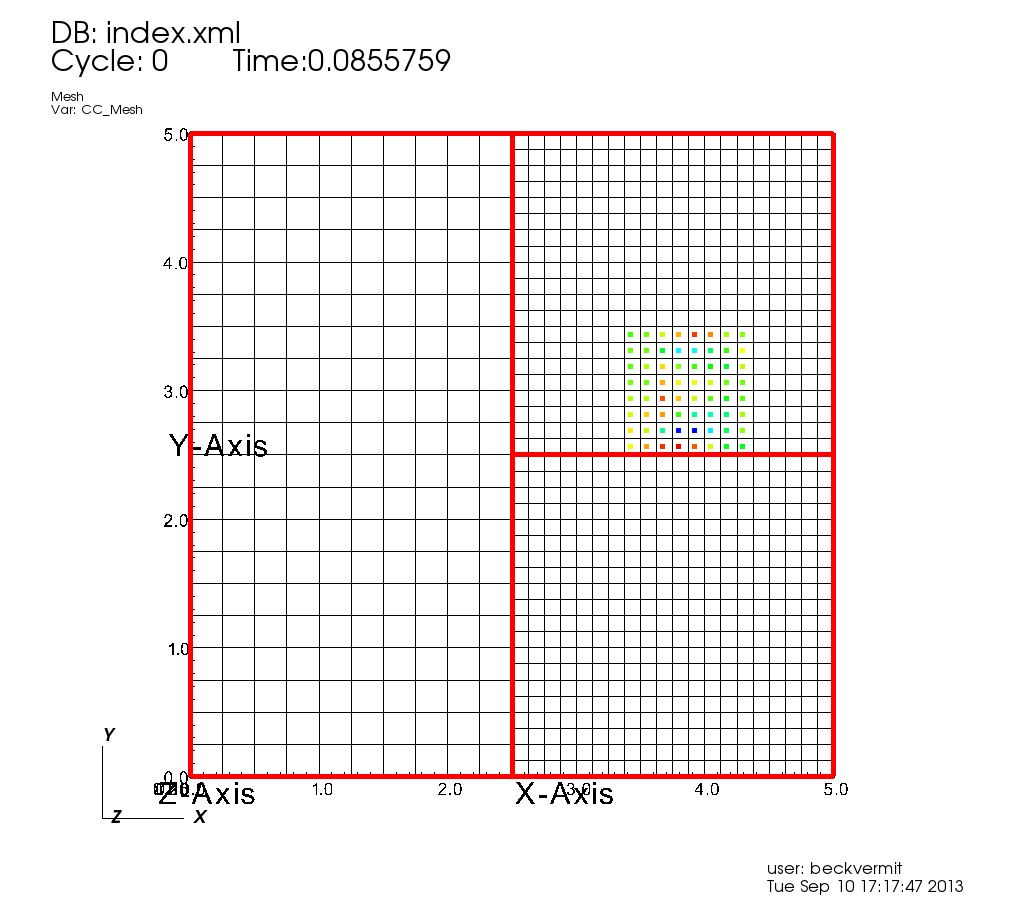 DB: index.xml
Cycle: 0 Time:0.0855759
Mesh
Var: CC_Mesh
5.0
4.0
3.0
Y-Axis
2.0
1.0
Y
0.0
Z-Axis
1.0 2.0 3.0 4.0 5.0
X-Axis
Z X
user: beckvermit
Tue Sep 10 17:17:47 2013